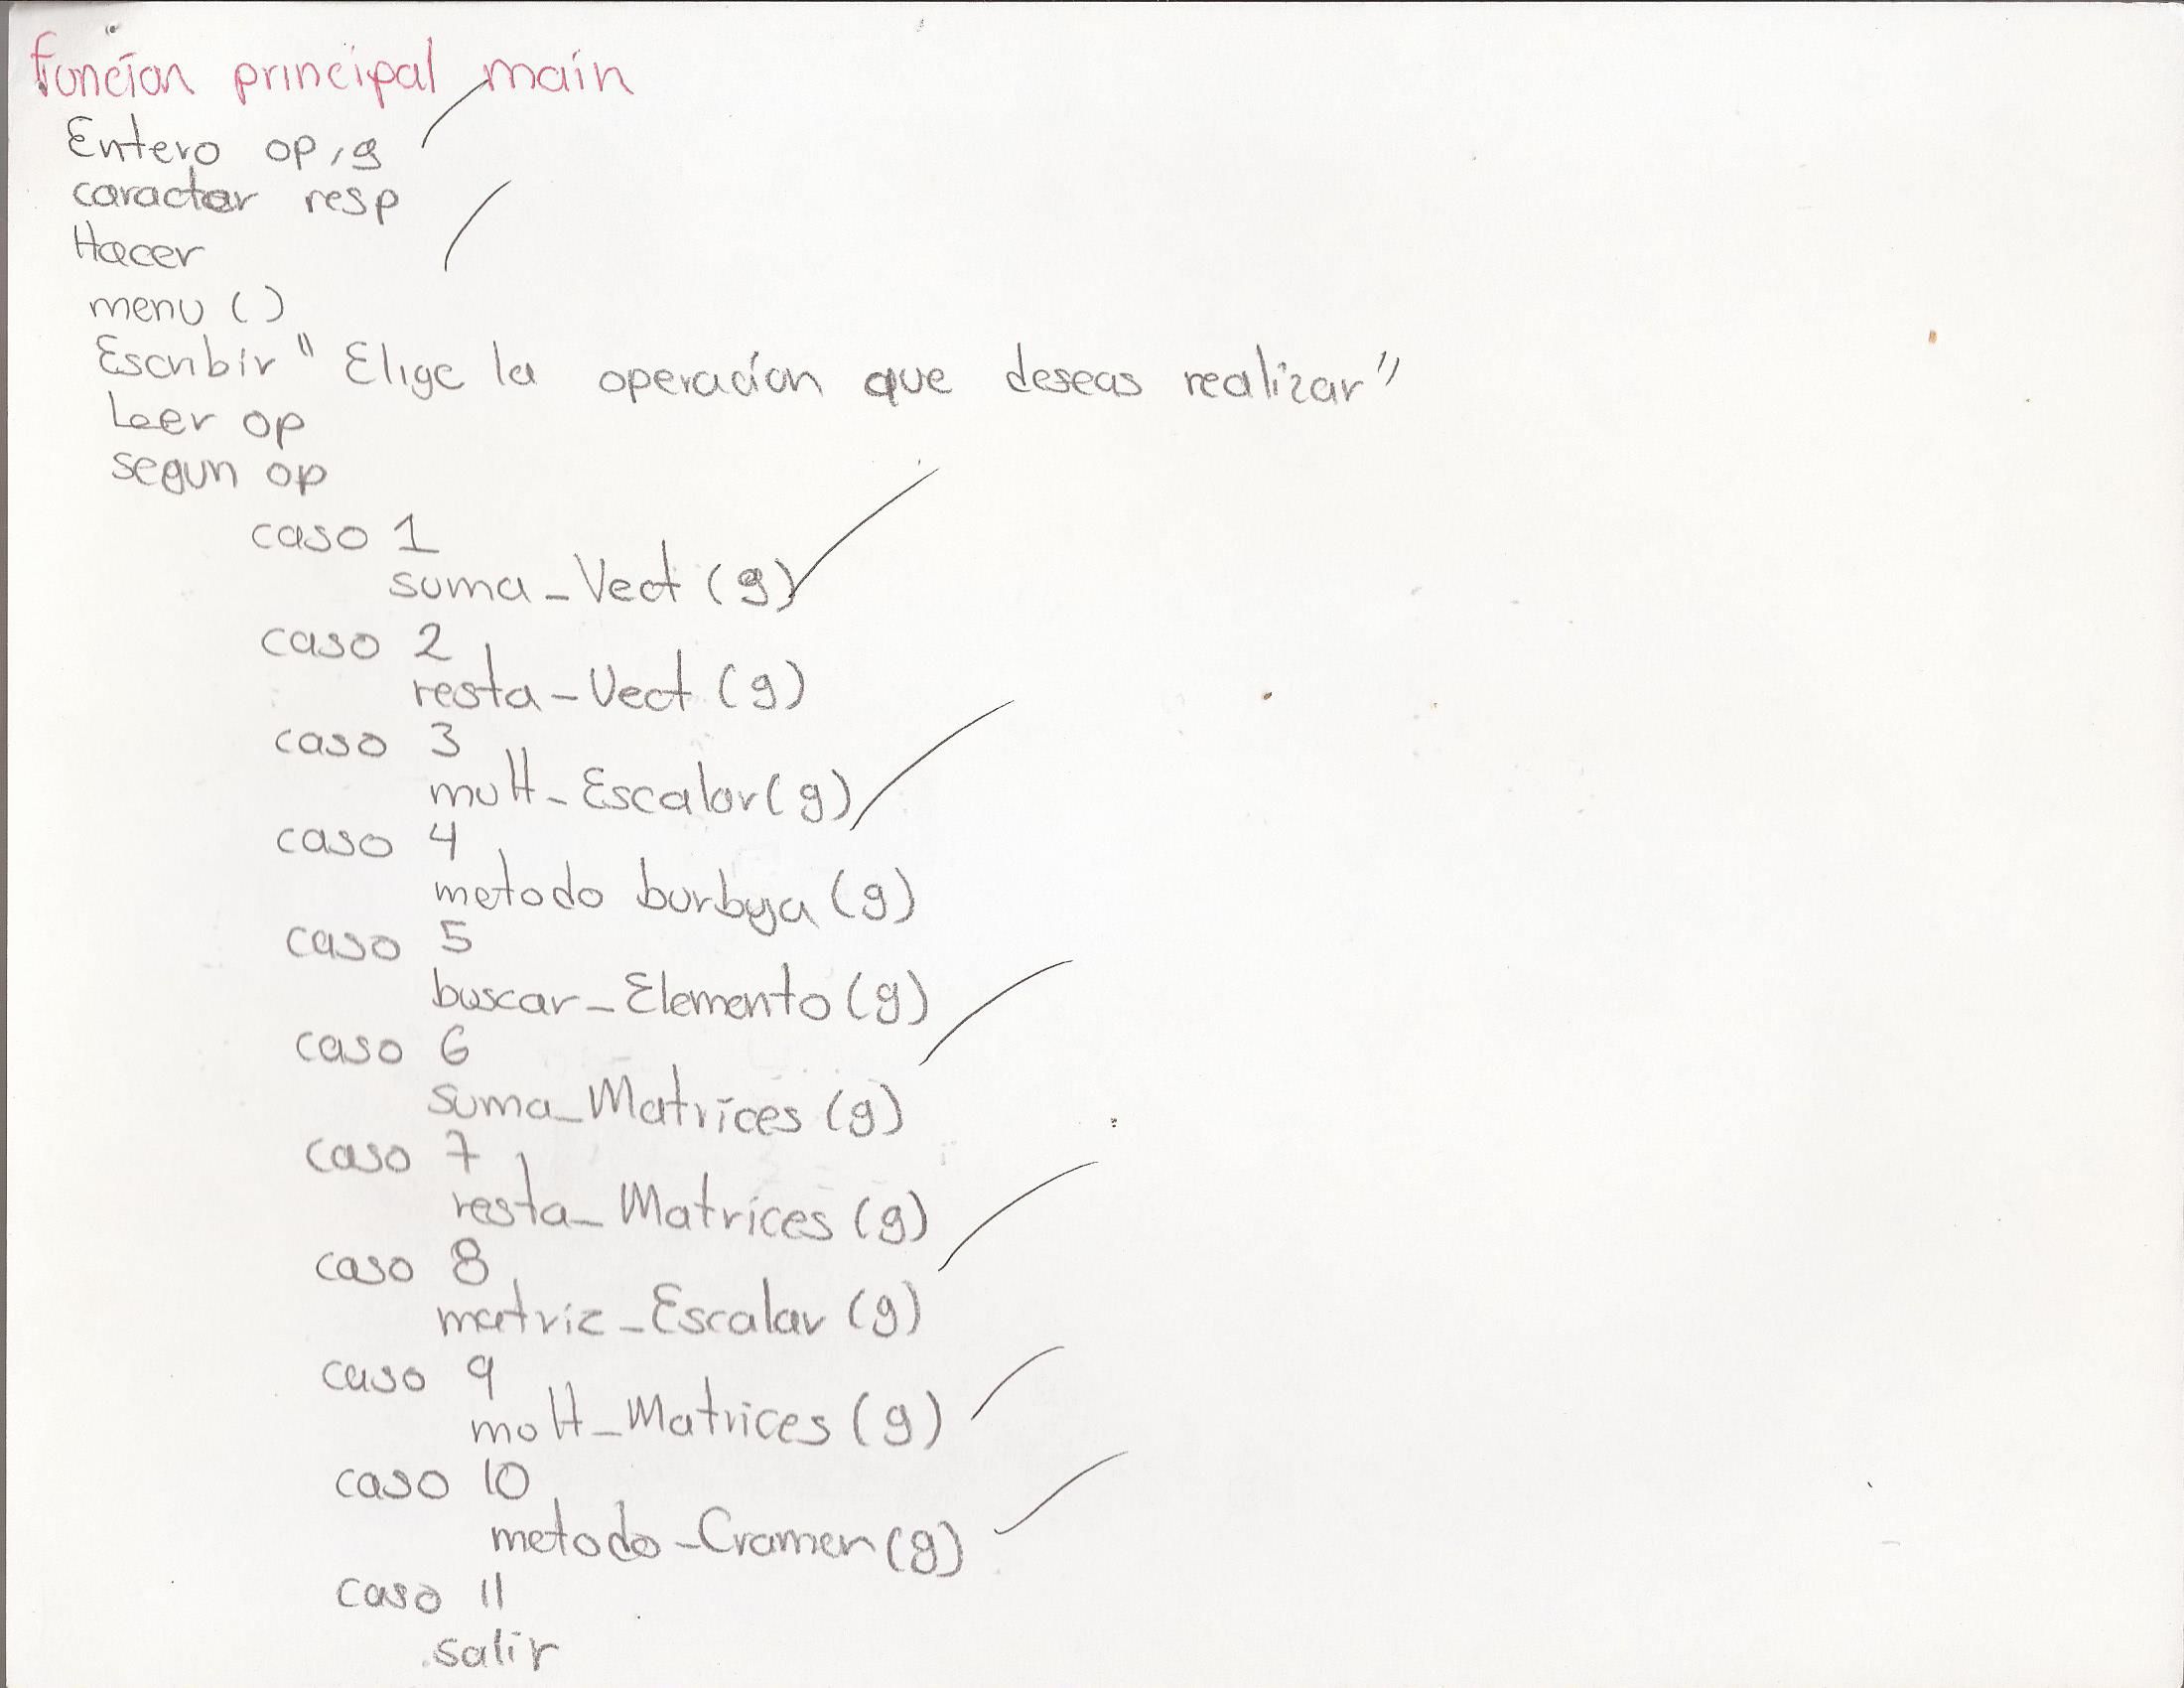 función principal main
Entero op, g
caracter resp
Hacer
menu ( )
Escribir " Elige la operación que deseas realizar"
Leer op
segun op
caso 1
suma_Vect (g)
caso 2
resta_Vect (g)
caso 3
mult_Escalar (g)
caso 4
metodo burbuja (g)
caso 5
buscar_Elemento (g)
caso 6
suma_Matrices (g)
caso 7
resta_Matrices (g)
caso 8
matriz_Escalar (g)
caso 9
mult_Matrices (g)
caso 10
metodo_Cramer (g)
caso 11
salir